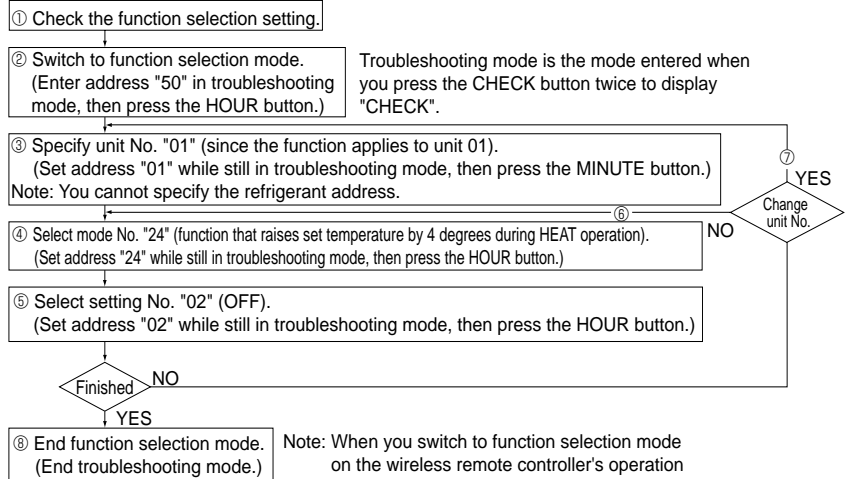 ① Check the function selection setting.
② Switch to function selection mode.
(Enter address "50" in troubleshooting
mode, then press the HOUR button.)
Troubleshooting mode is the mode entered when
you press the CHECK button twice to display
"CHECK".
③ Specify unit No. "01" (since the function applies to unit 01).
(Set address "01" while still in troubleshooting mode, then press the MINUTE button.)
Note: You cannot specify the refrigerant address.
⑦
YES
Change
unit No.
⑥
NO
④ Select mode No. "24" (function that raises set temperature by 4 degrees during HEAT operation).
(Set address "24" while still in troubleshooting mode, then press the HOUR button.)
⑤ Select setting No. "02" (OFF).
(Set address "02" while still in troubleshooting mode, then press the HOUR button.)
Finished
NO
YES
⑧ End function selection mode.
(End troubleshooting mode.)
Note: When you switch to function selection mode
on the wireless remote controller's operation